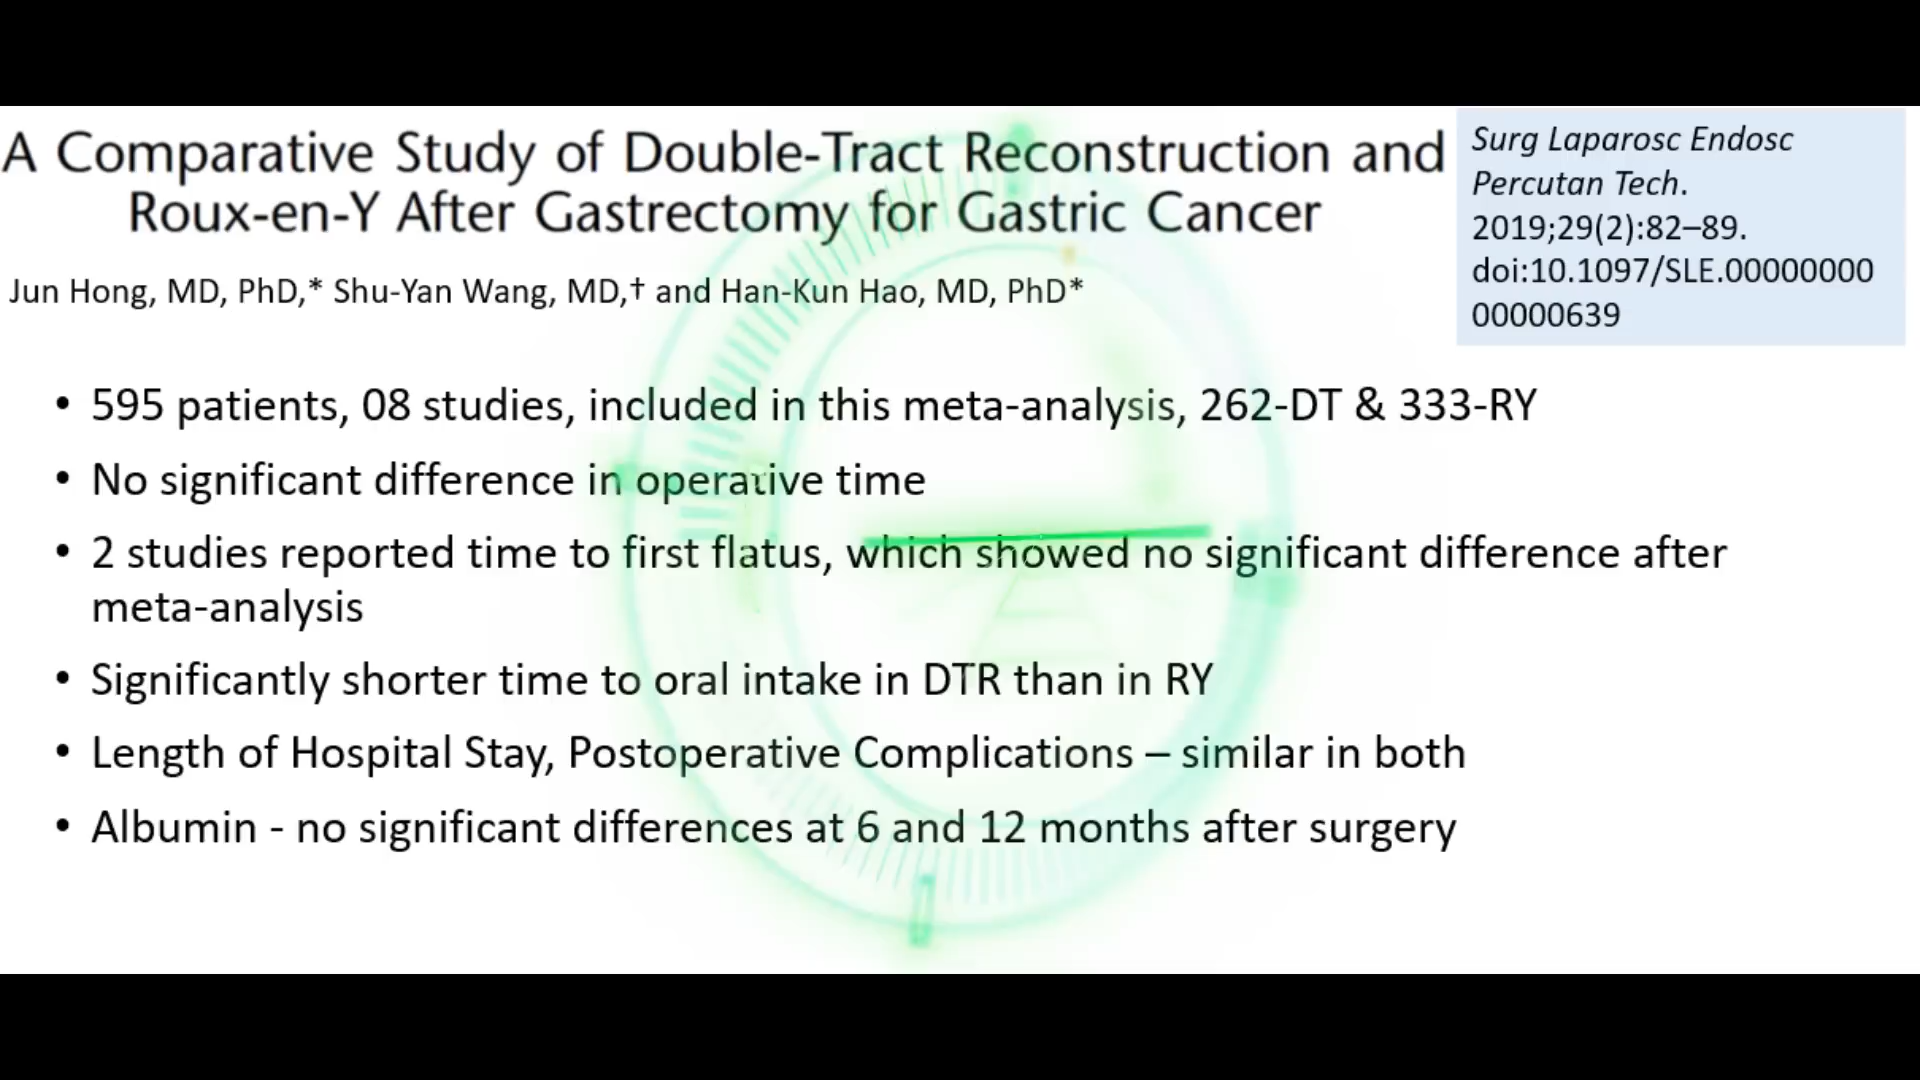 A Comparative Study of Double-Tract Reconstruction and
Roux-en-Y After Gastrectomy for Gastric Cancer
Jun Hong, MD, PhD,* Shu-Yan Wang, MD,† and Han-Kun Hao, MD, PhD*
Surg Laparosc Endosc
Percutan Tech.
2019;29(2):82–89.
doi:10.1097/SLE.00000000
00000639
• 595 patients, 08 studies, included in this meta-analysis, 262-DT & 333-RY
• No significant difference in operative time
• 2 studies reported time to first flatus, which showed no significant difference after
meta-analysis
• Significantly shorter time to oral intake in DTR than in RY
• Length of Hospital Stay, Postoperative Complications – similar in both
• Albumin - no significant differences at 6 and 12 months after surgery